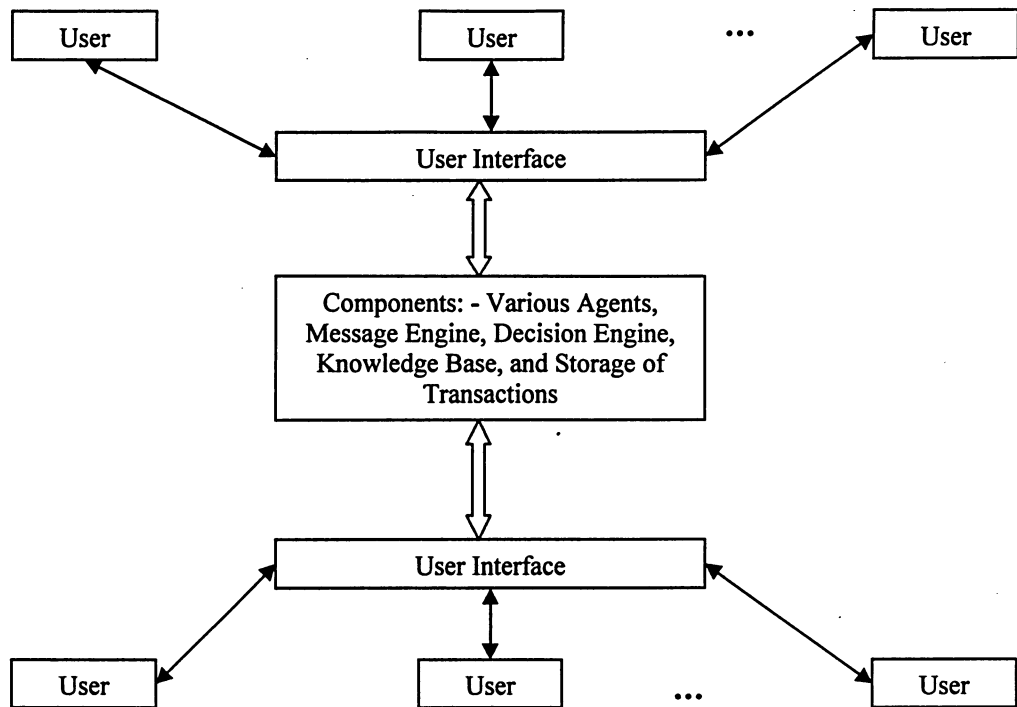 User
User
...
User
User Interface
Components: - Various Agents,
Message Engine, Decision Engine,
Knowledge Base, and Storage of
Transactions
User Interface
User
User
...
User